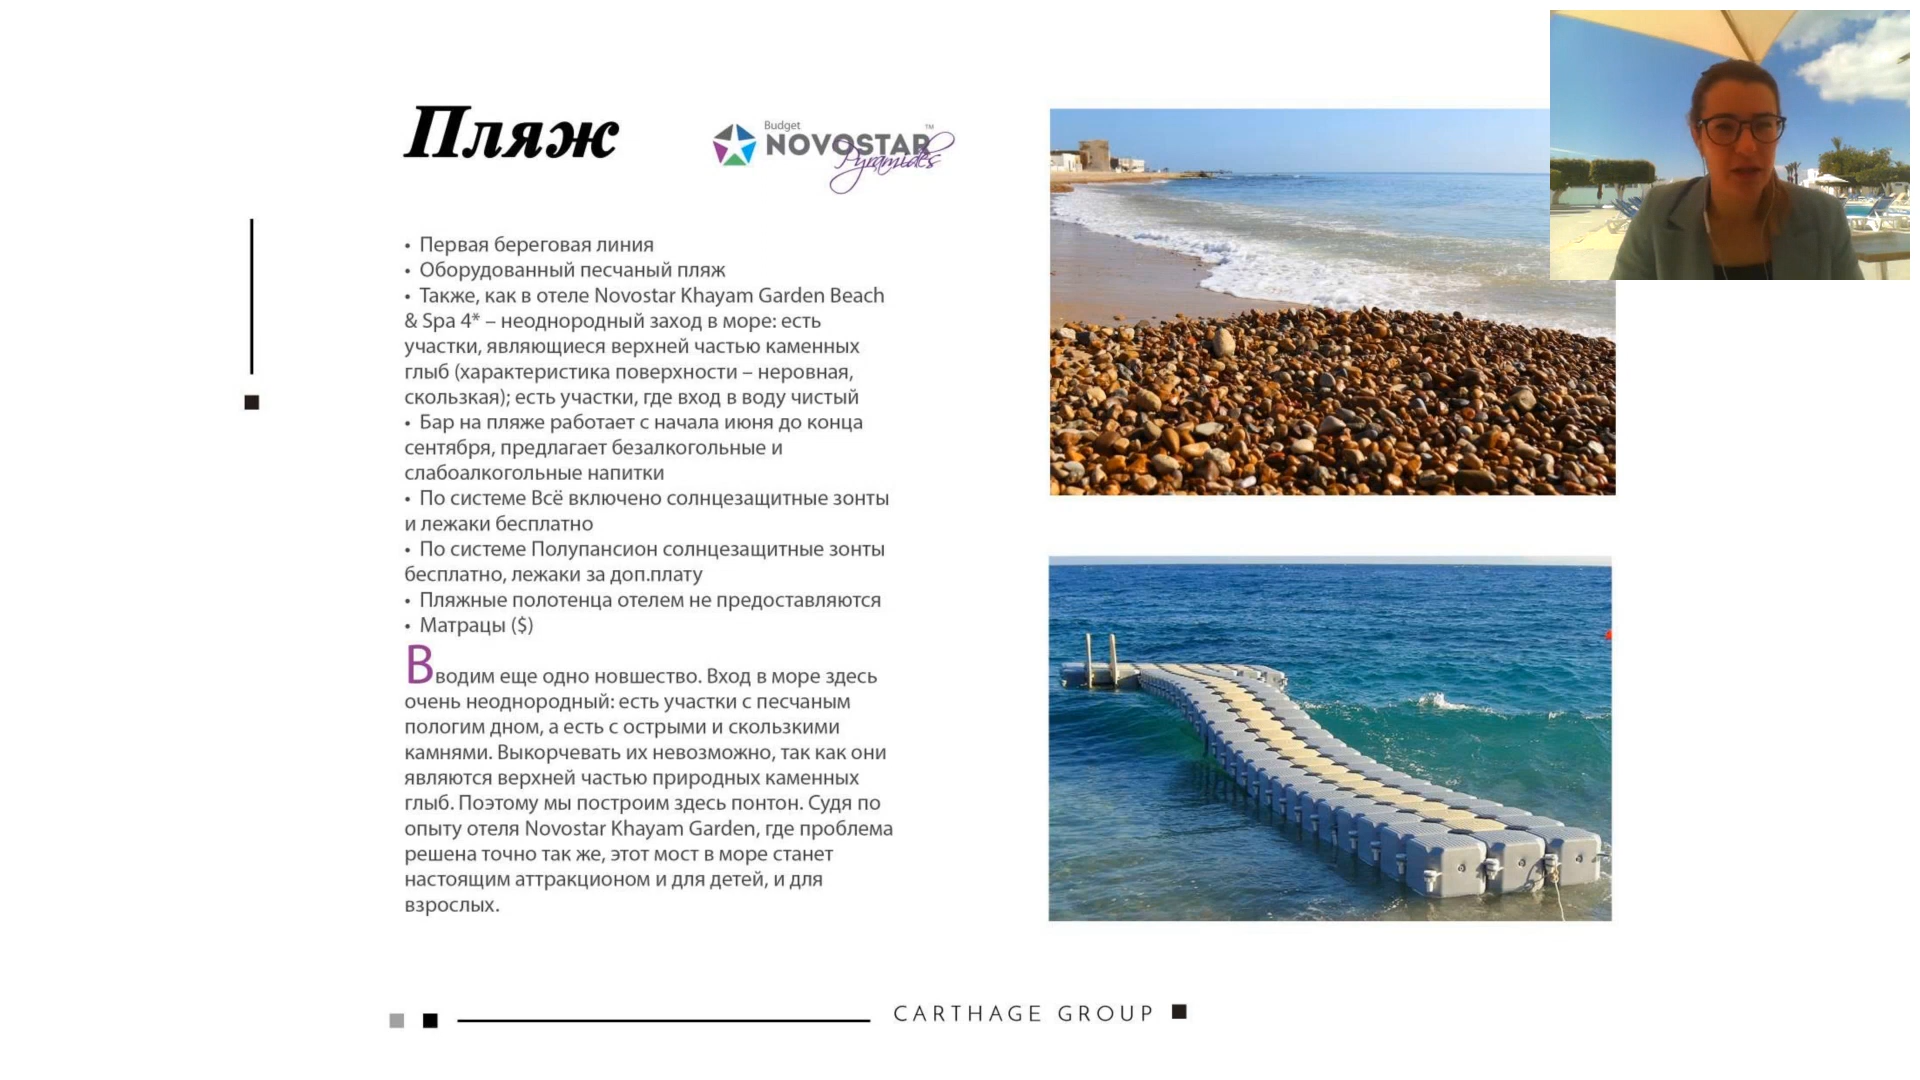 Пляж
Budget
NOVOSTAR™
Pyramides
• Первая береговая линия
• Оборудованный песчаный пляж
• Также, как в отеле Novostar Khayam Garden Beach
& Spa 4* – неоднородный заход в море: есть
участки, являющиеся верхней частью каменных
глыб (характеристика поверхности – неровная,
скользкая); есть участки, где вход в воду чистый
• Бар на пляже работает с начала июня до конца
сентября, предлагает безалкогольные и
слабоалкогольные напитки
• По системе Всё включено солнцезащитные зонты
и лежаки бесплатно
• По системе Полупансион солнцезащитные зонты
бесплатно, лежаки за доп.плату
• Пляжные полотенца отелем не предоставляются
• Матрацы ($)
Вводим еще одно новшество. Вход в море здесь
очень неоднородный: есть участки с песчаным
пологим дном, а есть с острыми и скользкими
камнями. Выкорчевать их невозможно, так как они
являются верхней частью природных каменных
глыб. Поэтому мы построим здесь понтон. Судя по
опыту отеля Novostar Khayam Garden, где проблема
решена точно так же, этот мост в море станет
настоящим аттракционом и для детей, и для
взрослых.
CARTHAGE GROUP